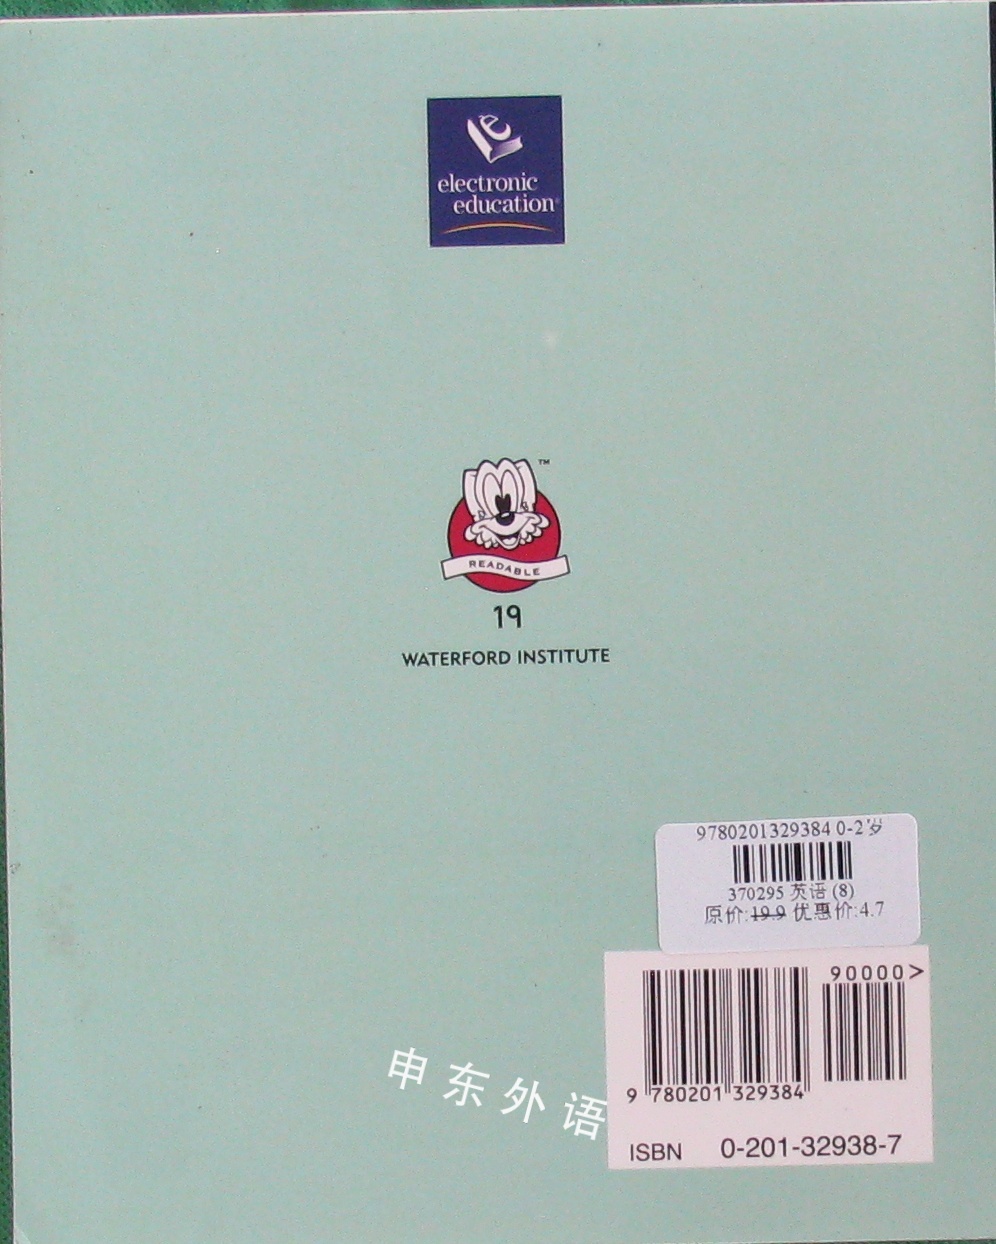 electronic
education
™
READABLE
19
WATERFORD INSTITUTE
9780201329384 0-2岁
370295 英语 (8)
原价:19.9 优惠价:4.7
90000>
9 780201 329384
ISBN 0-201-32938-7
申东外语